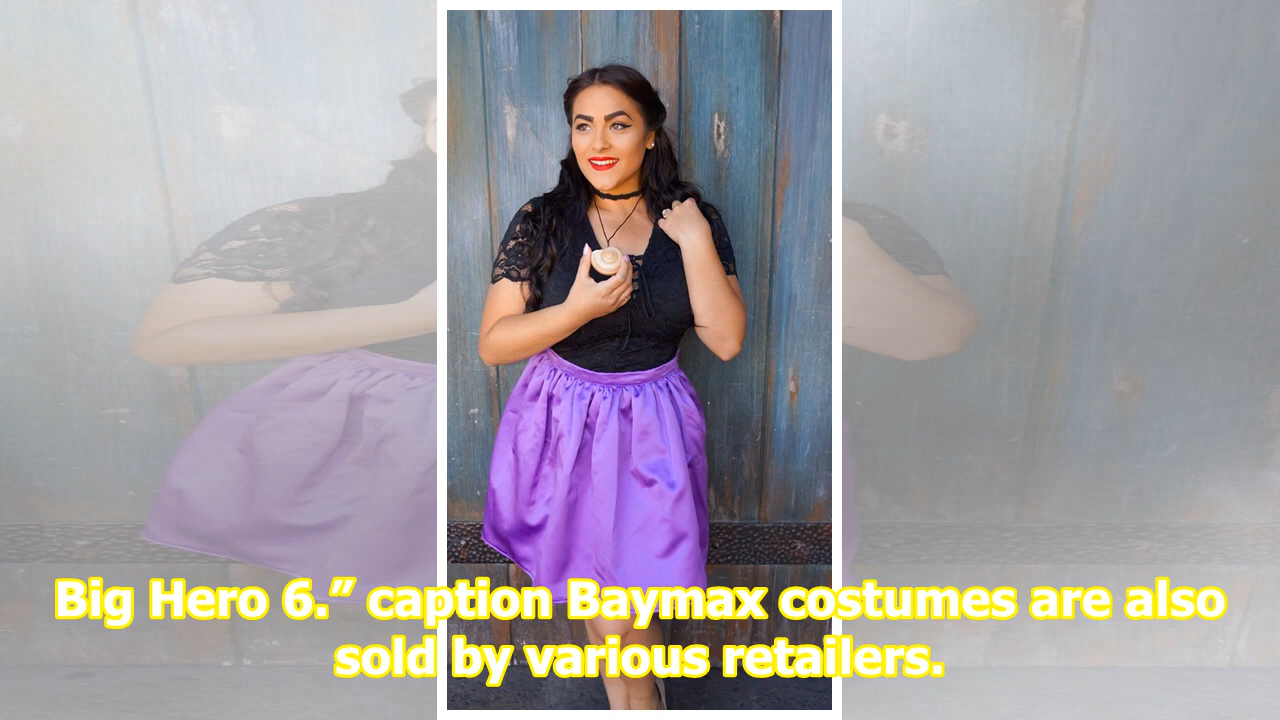 Big Hero 6.” caption Baymax costumes are also
sold by various retailers.